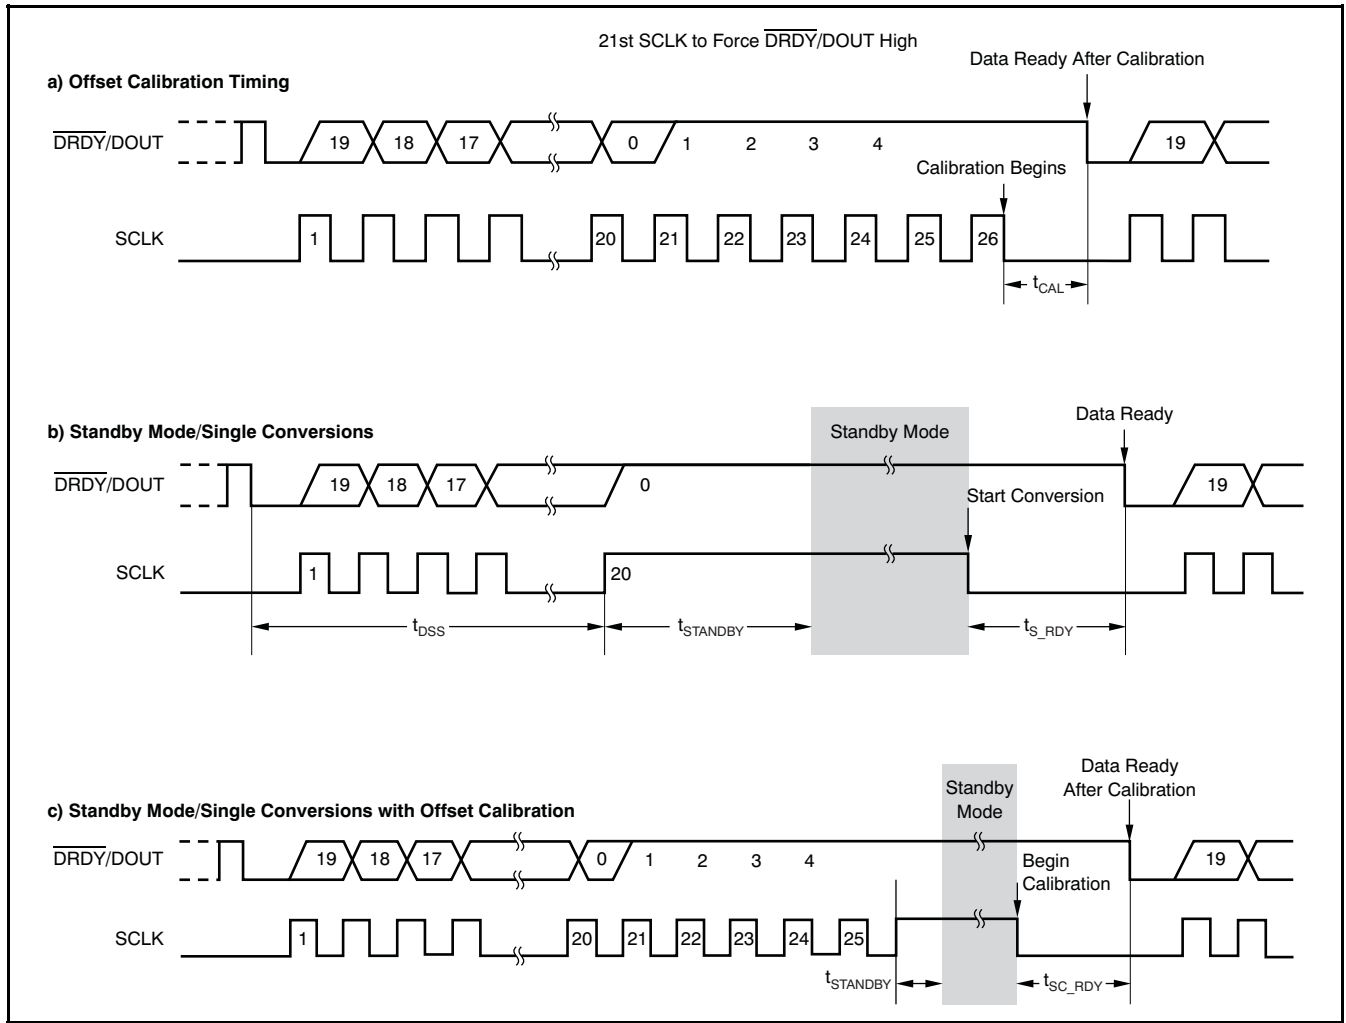 21st SCLK to Force DRDY/DOUT High
Data Ready After Calibration
a) Offset Calibration Timing
DRDY/DOUT
19 18 17 0 1 2 3 4 19
Calibration Begins
SCLK
1 20 21 22 23 24 25 26
tCAL
b) Standby Mode/Single Conversions
Standby Mode
Data Ready
DRDY/DOUT
19 18 17 0 19
Start Conversion
SCLK
1 20
tDSS tSTANDBY tS_RDY
c) Standby Mode/Single Conversions with Offset Calibration
Standby
Mode
Data Ready
After Calibration
DRDY/DOUT
19 18 17 0 1 2 3 4 19
Begin
Calibration
SCLK
1 20 21 22 23 24 25
tSTANDBY tSC_RDY